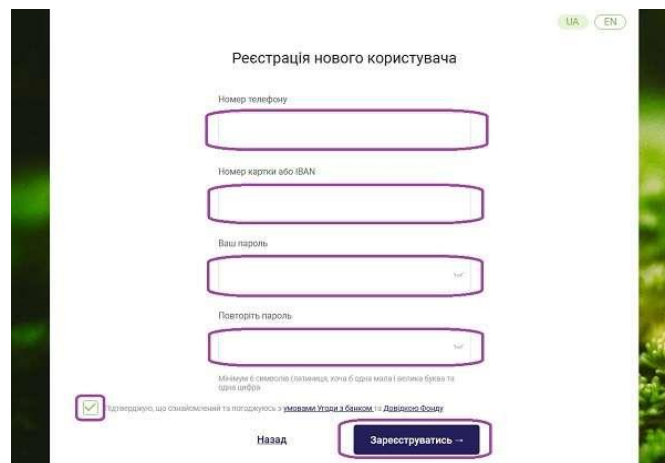 UA EN
Реєстрація нового користувача
Номер телефону
Номер картки або IBAN
Ваш пароль
Повторіть пароль
Мінімум 6 символів (латиниця, хоча б одна мала і велика буква та
одна цифра
Підтверджую, що ознайомлений та погоджуюсь з умовами Угоди з банком та Довідкою Фонду
Назад Зареєструватись →